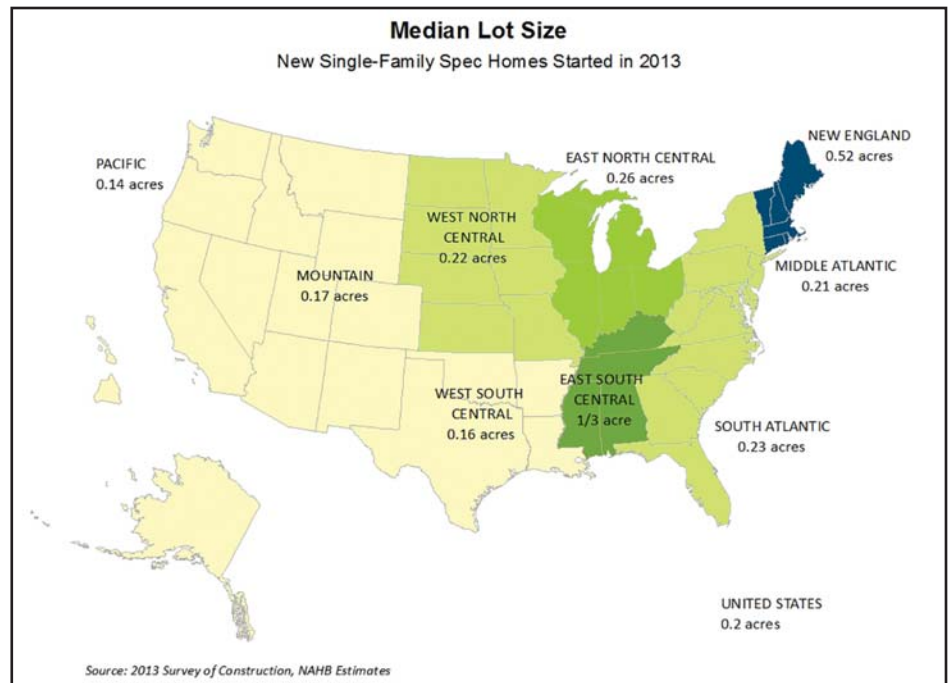 Median Lot Size
New Single-Family Spec Homes Started in 2013
PACIFIC
0.14 acres
MOUNTAIN
0.17 acres
WEST NORTH
CENTRAL
0.22 acres
WEST SOUTH
CENTRAL
0.16 acres
EAST NORTH CENTRAL
0.26 acres
EAST SOUTH
CENTRAL
1/3 acre
NEW ENGLAND
0.52 acres
MIDDLE ATLANTIC
0.21 acres
SOUTH ATLANTIC
0.23 acres
UNITED STATES
0.2 acres
Source: 2013 Survey of Construction, NAHB Estimates